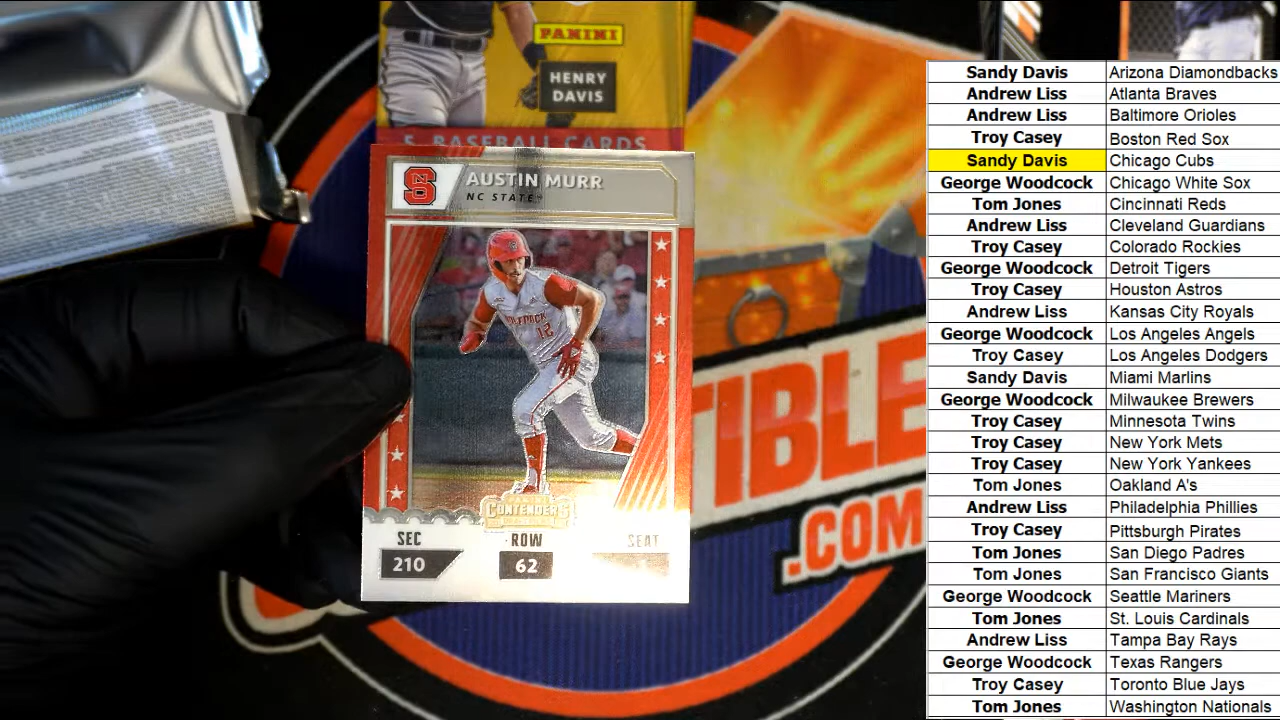 PANINI
HENRY
DAVIS
5 BASEBALL CARDS
AUSTIN MURR
NC STATE
12
PANINI
CONTENDERS
SEC
ROW
SEAT
210
62
TIBLE
.COM
Sandy Davis Arizona Diamondbacks
Andrew Liss Atlanta Braves
Andrew Liss Baltimore Orioles
Troy Casey Boston Red Sox
Sandy Davis Chicago Cubs
George Woodcock Chicago White Sox
Tom Jones Cincinnati Reds
Andrew Liss Cleveland Guardians
Troy Casey Colorado Rockies
George Woodcock Detroit Tigers
Troy Casey Houston Astros
Andrew Liss Kansas City Royals
George Woodcock Los Angeles Angels
Troy Casey Los Angeles Dodgers
Sandy Davis Miami Marlins
George Woodcock Milwaukee Brewers
Troy Casey Minnesota Twins
Troy Casey New York Mets
Troy Casey New York Yankees
Tom Jones Oakland A's
Andrew Liss Philadelphia Phillies
Troy Casey Pittsburgh Pirates
Tom Jones San Diego Padres
Tom Jones San Francisco Giants
George Woodcock Seattle Mariners
Tom Jones St. Louis Cardinals
Andrew Liss Tampa Bay Rays
George Woodcock Texas Rangers
Troy Casey Toronto Blue Jays
Tom Jones Washington Nationals